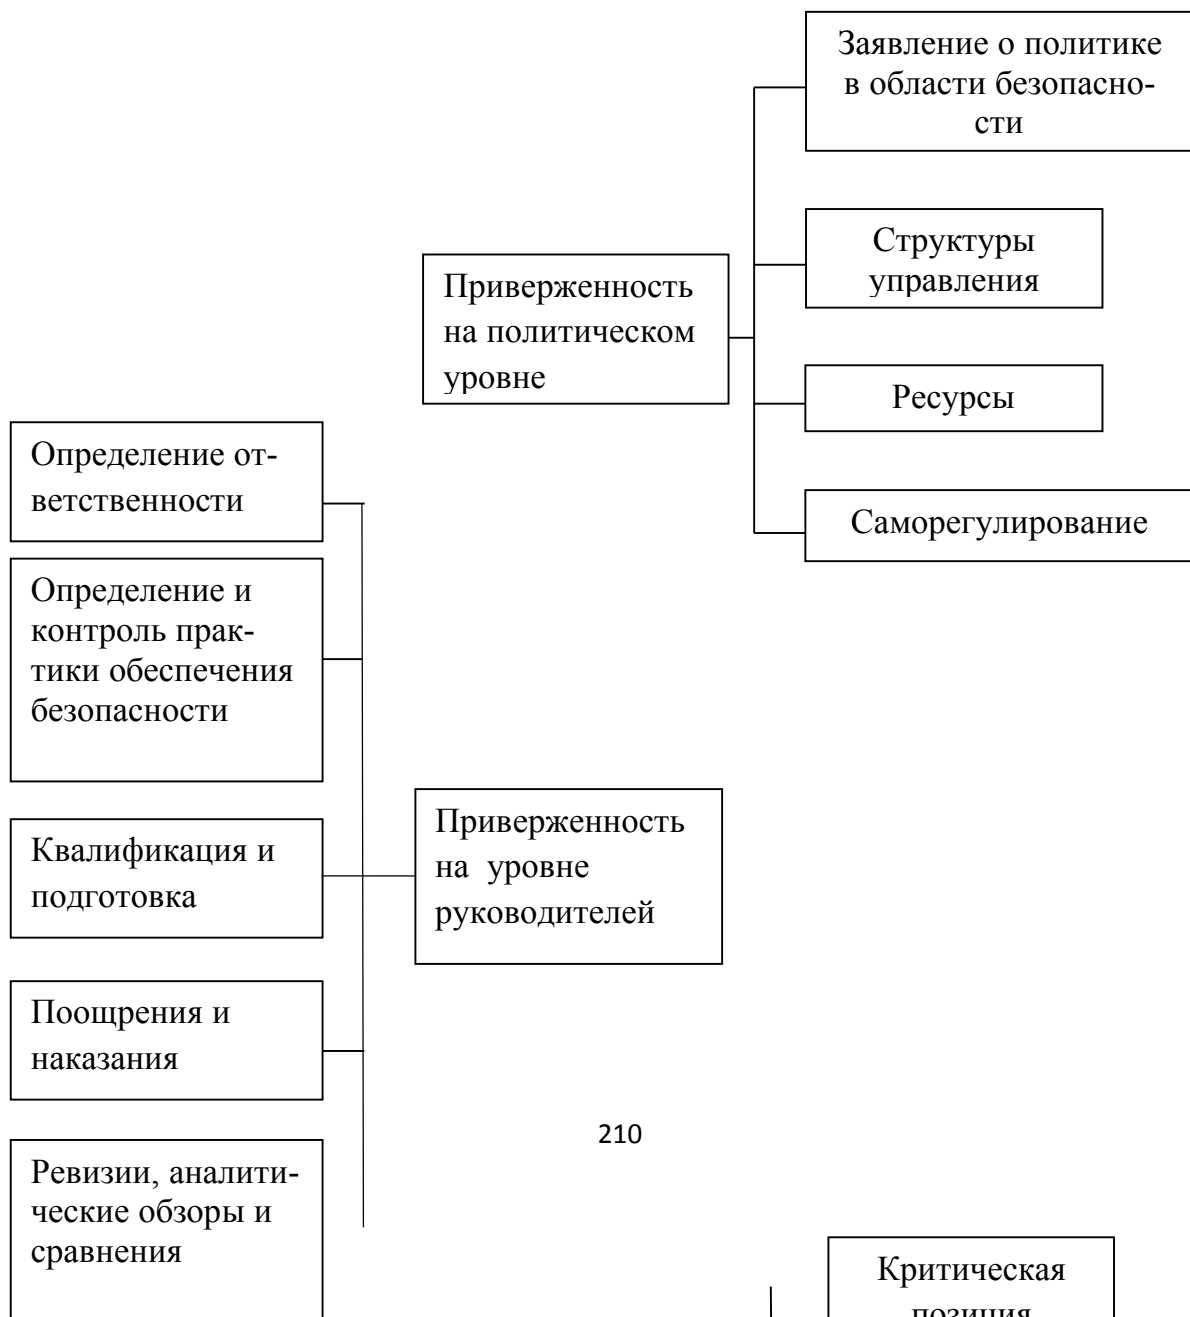 Заявление о политике
в области безопасно-
сти
Структуры
управления
Приверженность
на политическом
уровне
Ресурсы
Саморегулирование
Определение от-
ветственности
Определение и
контроль прак-
тики обеспечения
безопасности
Приверженность
на уровне
руководителей
Квалификация и
подготовка
Поощрения и
наказания
210
Ревизии, аналити-
ческие обзоры и
сравнения
Критическая
позиция